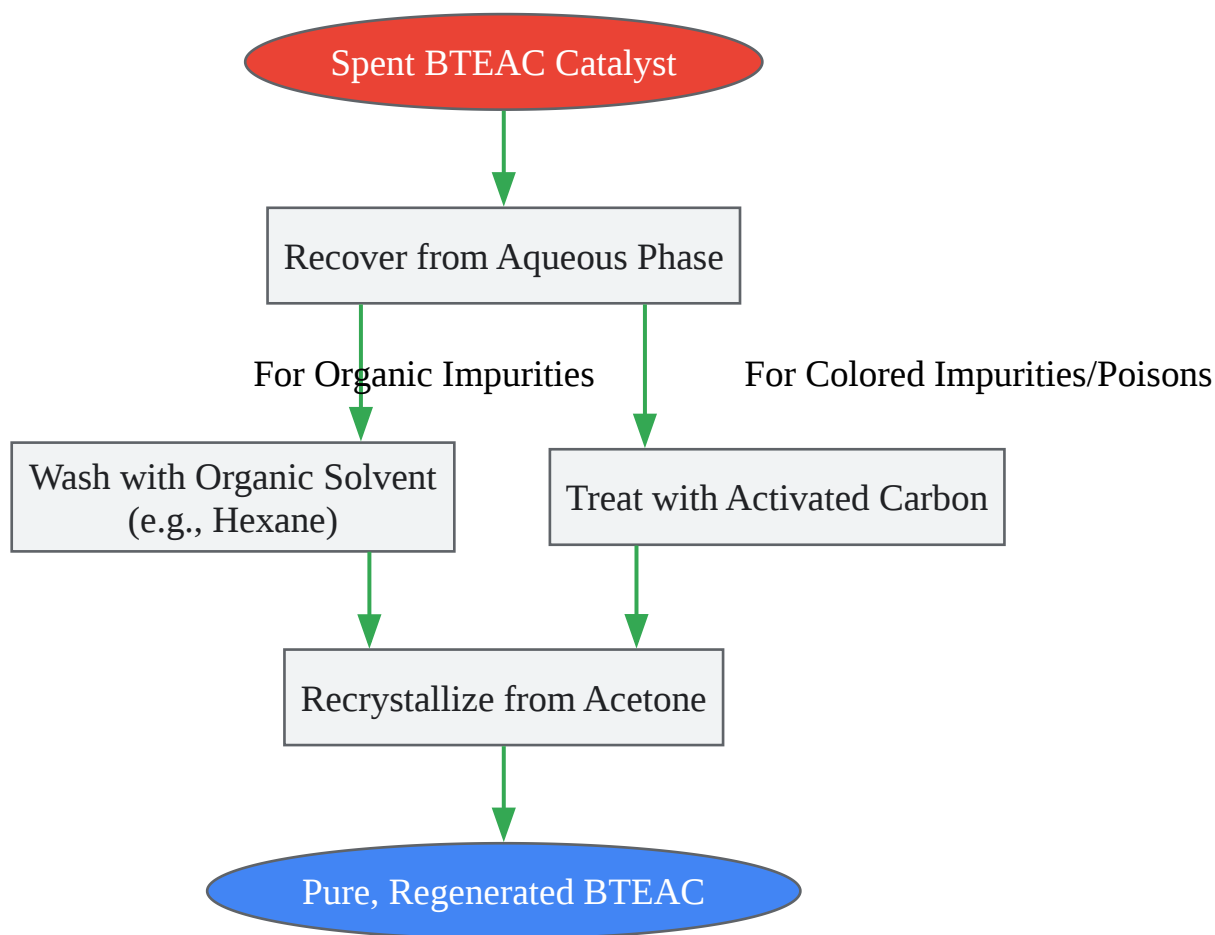 Spent BTEAC Catalyst
Recover from Aqueous Phase
For Organic Impurities
For Colored Impurities/Poisons
Wash with Organic Solvent
(e.g., Hexane)
Treat with Activated Carbon
Recrystallize from Acetone
Pure, Regenerated BTEAC